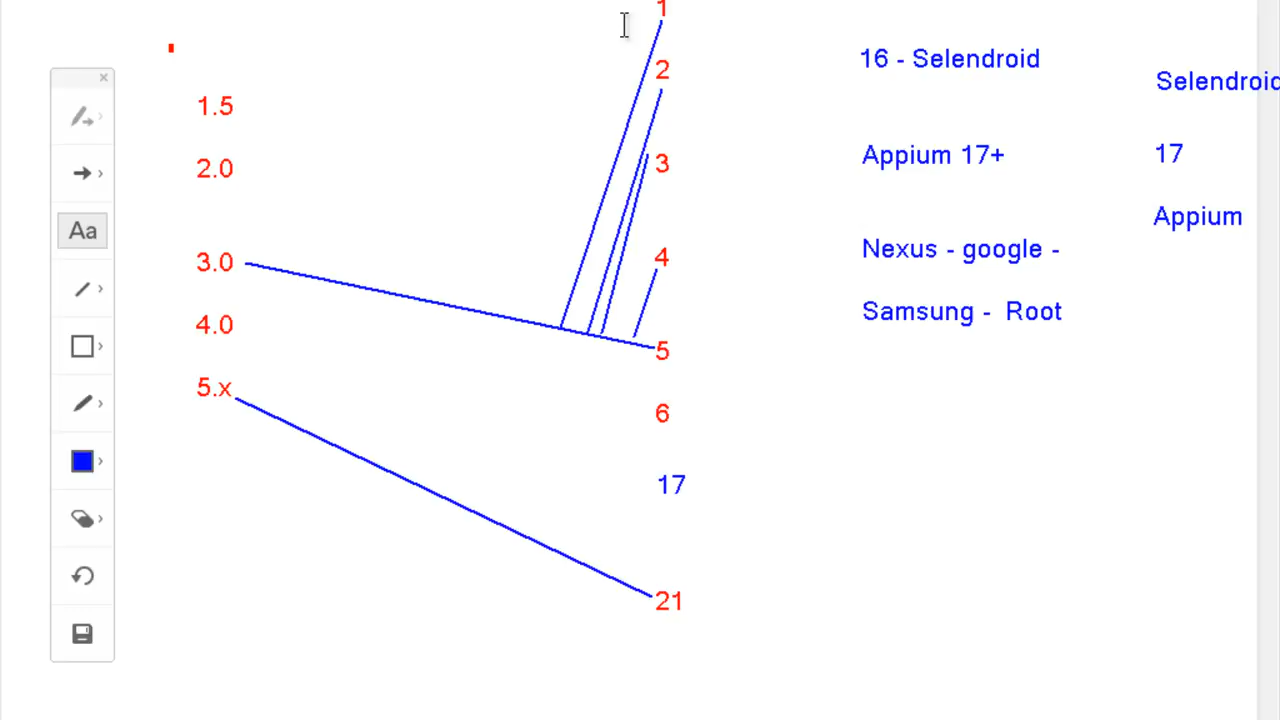 1.5
2.0
3.0
4.0
5.x
1
2
3
4
5
6
17
21
16 - Selendroid
Appium 17+
Nexus - google -
Samsung - Root
Selendroid
17
Appium
Aa